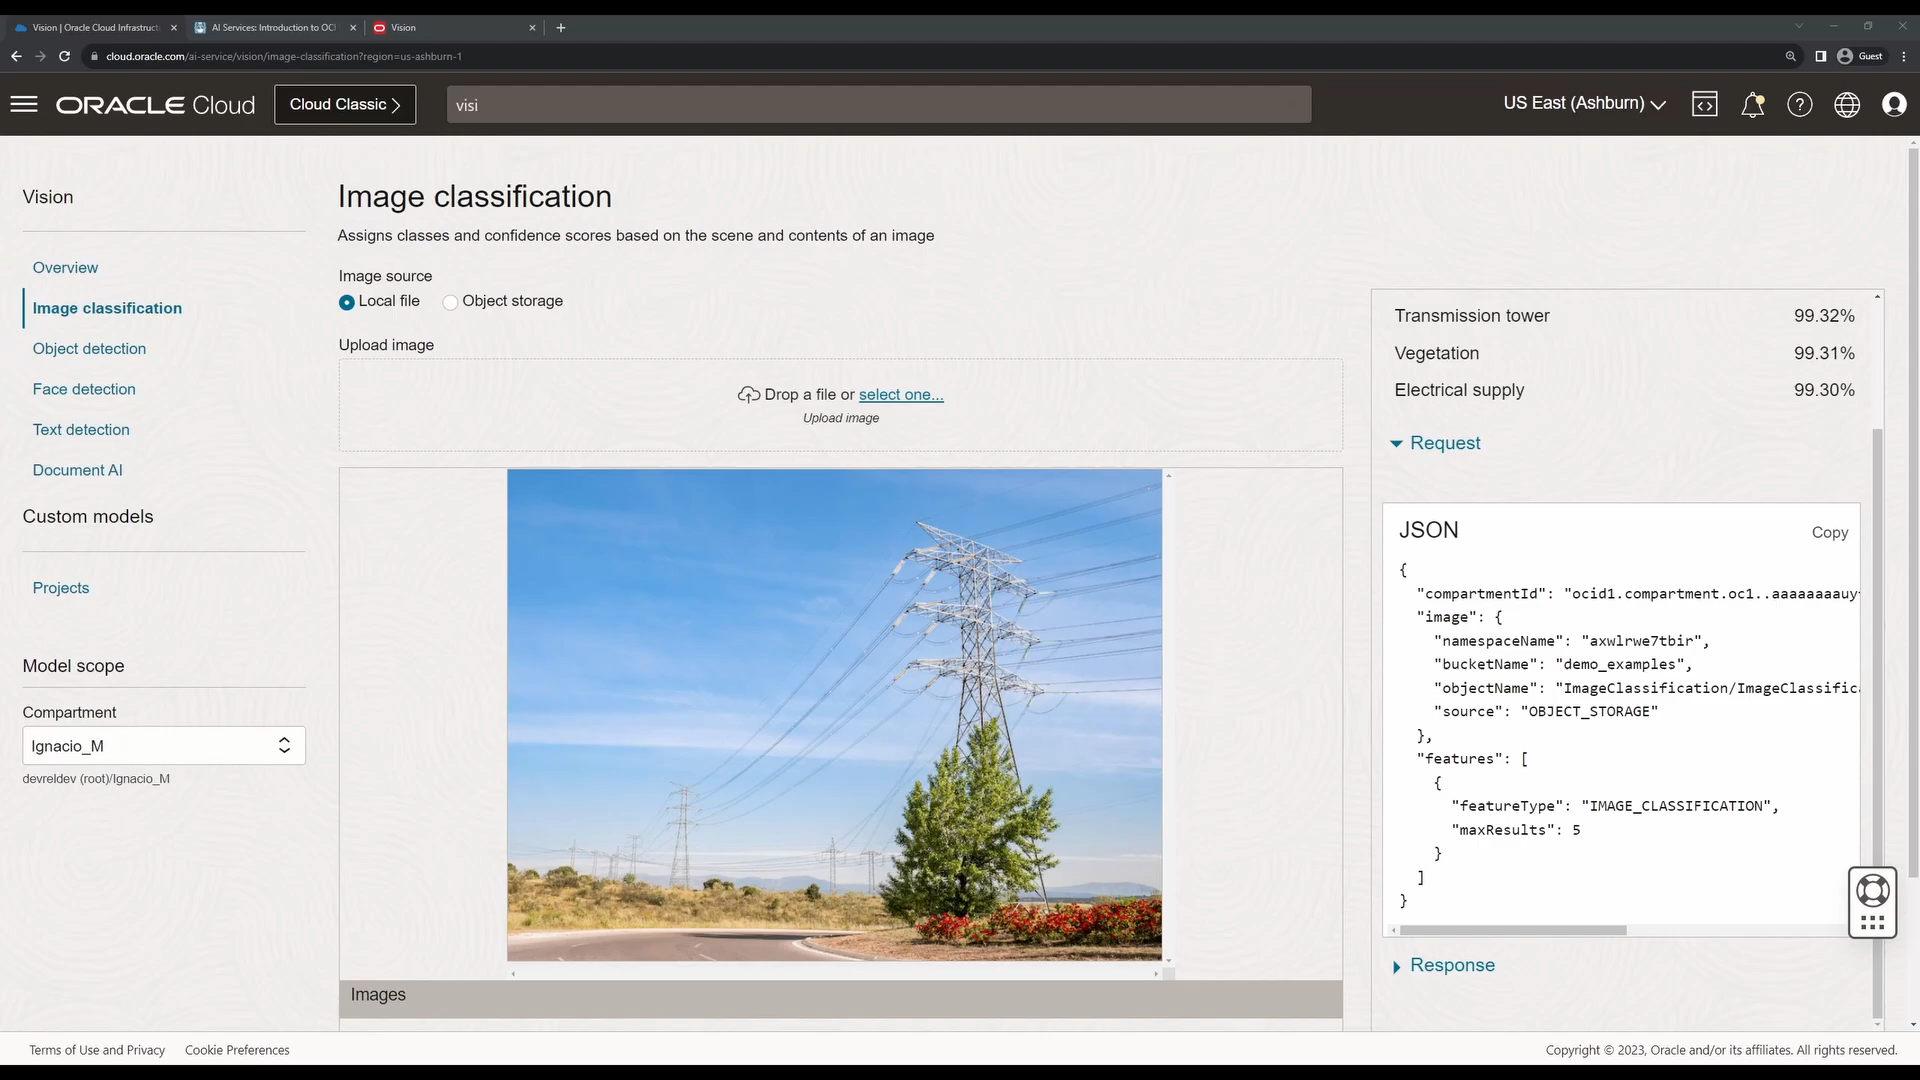 Vision | Oracle Cloud Infrastruct
AI Services: Introduction to OCI
Vision
cloud.oracle.com/ai-service/vision/image-classification?region=us-ashburn-1
Guest
ORACLE Cloud
Cloud Classic
visi
US East (Ashburn)
Vision
Overview
Image classification
Object detection
Face detection
Text detection
Document AI
Custom models
Projects
Model scope
Compartment
Ignacio_M
devreldev (root)/Ignacio_M
Image classification
Assigns classes and confidence scores based on the scene and contents of an image
Image source
Local file Object storage
Upload image
Drop a file or select one...
Upload image
Images
Transmission tower 99.32%
Vegetation 99.31%
Electrical supply 99.30%
Request
JSON Copy
{
"compartmentId": "ocid1.compartment.oc1..aaaaaaaauy
"image": {
"namespaceName": "axwlrwe7tbir",
"bucketName": "demo_examples",
"objectName": "ImageClassification/ImageClassifica
"source": "OBJECT_STORAGE"
},
"features": [
{
"featureType": "IMAGE_CLASSIFICATION",
"maxResults": 5
}
]
}
Response
Terms of Use and Privacy Cookie Preferences
Copyright © 2023, Oracle and/or its affiliates. All rights reserved.